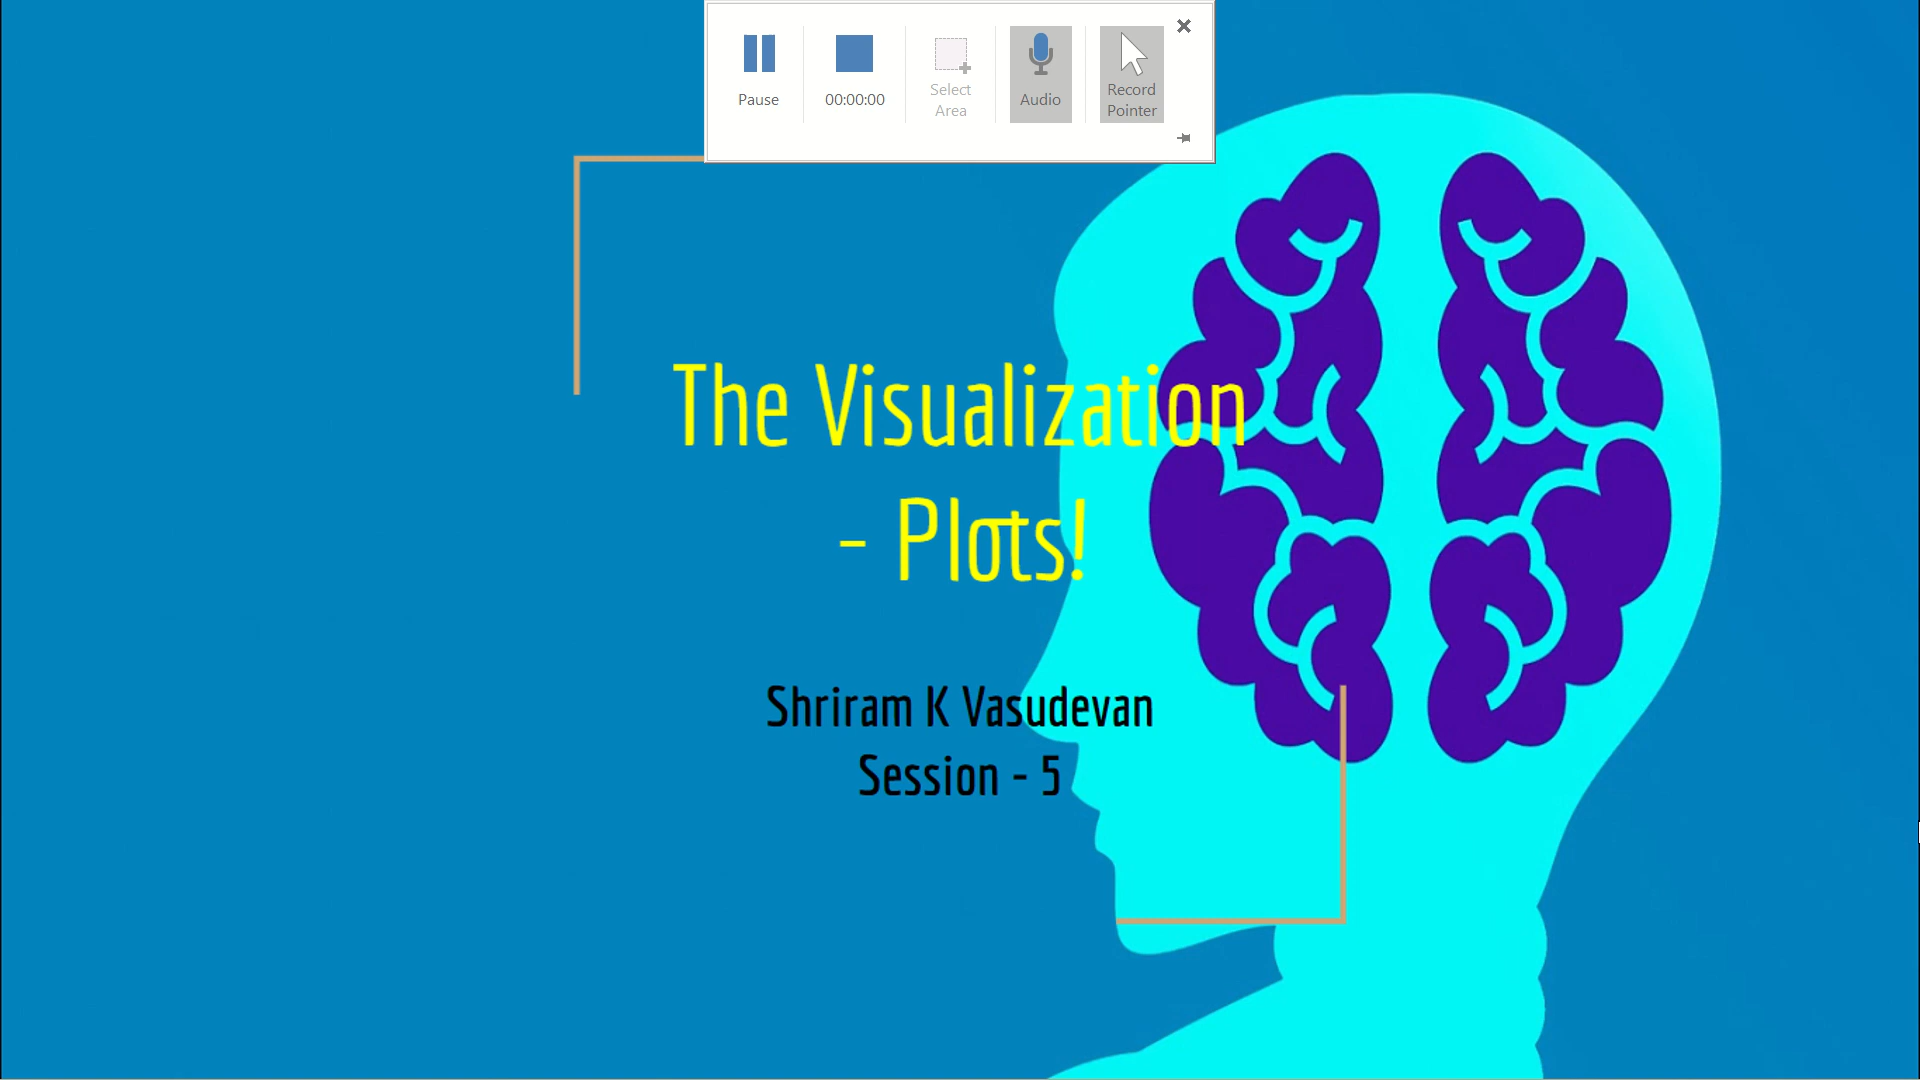 Pause
00:00:00
Select
Area
Audio
Record
Pointer
The Visualization
- Plots!
Shriram K Vasudevan
Session - 5